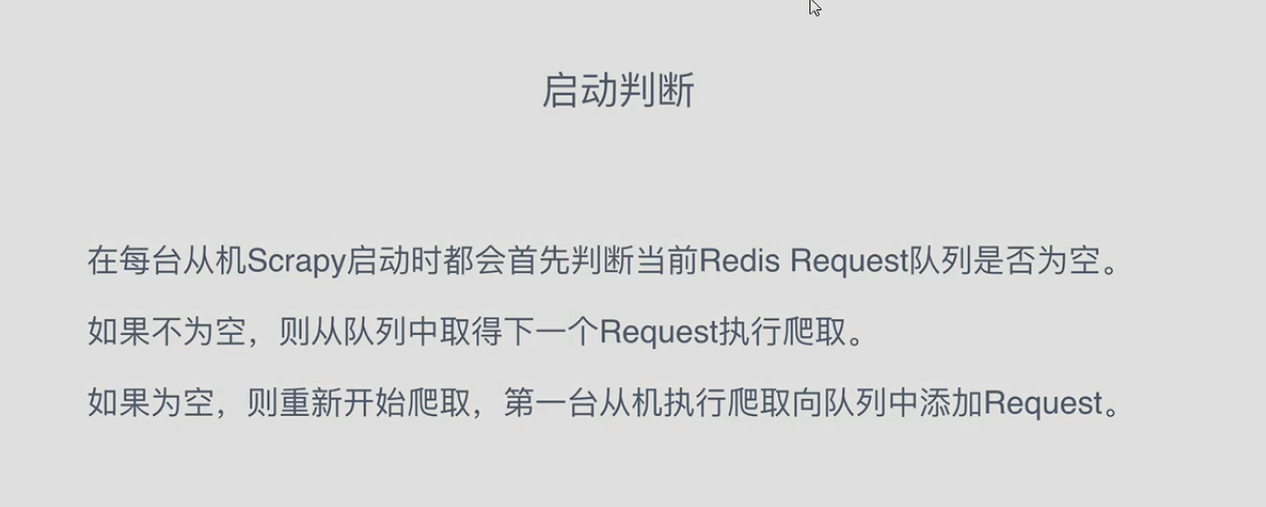 启动判断
在每台从机Scrapy启动时都会首先判断当前Redis Request队列是否为空。
如果不为空，则从队列中取得下一个Request执行爬取。
如果为空，则重新开始爬取，第一台从机执行爬取向队列中添加Request。